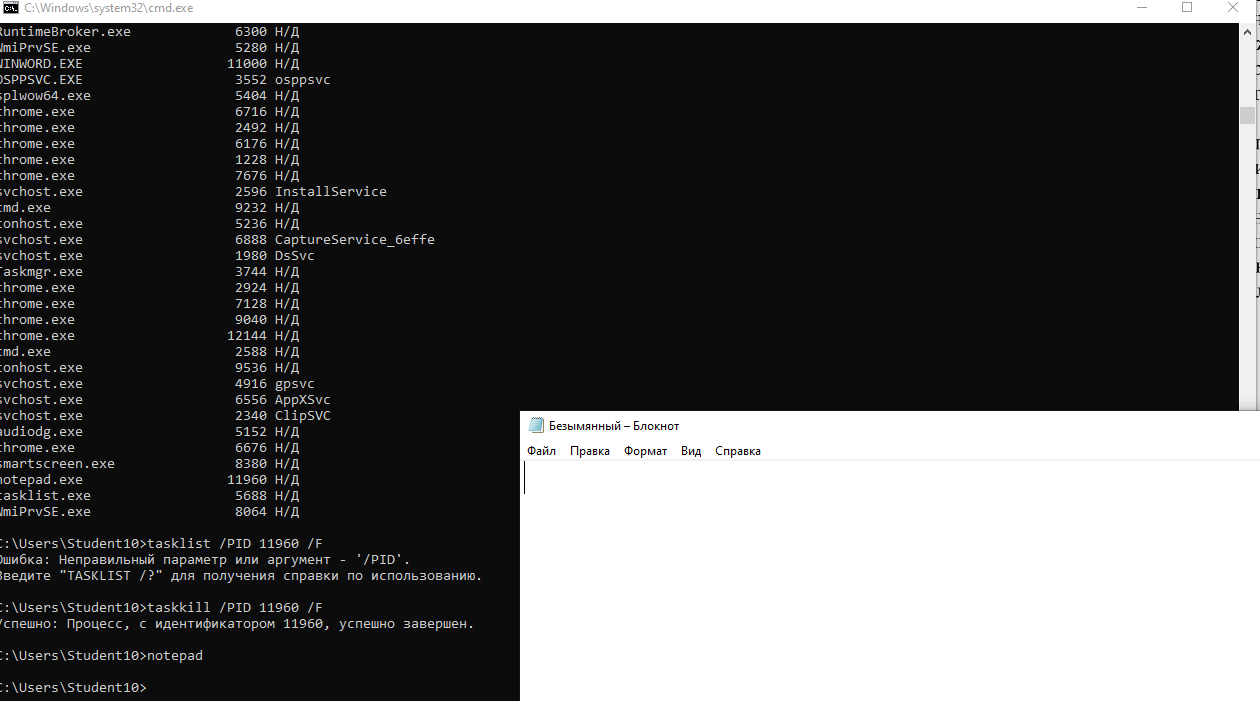 C:\Windows\system32\cmd.exe
RuntimeBroker.exe 6300 Н/Д
WmiPrvSE.exe 5280 Н/Д
WINWORD.EXE 11000 Н/Д
OSPPSVC.EXE 3552 osppsvc
splwow64.exe 5404 Н/Д
chrome.exe 6716 Н/Д
chrome.exe 2492 Н/Д
chrome.exe 6176 Н/Д
chrome.exe 1228 Н/Д
chrome.exe 7676 Н/Д
svchost.exe 2596 InstallService
cmd.exe 9232 Н/Д
conhost.exe 5236 Н/Д
svchost.exe 6888 CaptureService_6effe
svchost.exe 1980 DsSvc
Taskmgr.exe 3744 Н/Д
chrome.exe 2924 Н/Д
chrome.exe 7128 Н/Д
chrome.exe 9040 Н/Д
chrome.exe 12144 Н/Д
cmd.exe 2588 Н/Д
conhost.exe 9536 Н/Д
svchost.exe 4916 gpsvc
svchost.exe 6556 AppXSvc
svchost.exe 2340 ClipSVC
audiodg.exe 5152 Н/Д
chrome.exe 6676 Н/Д
smartscreen.exe 8380 Н/Д
notepad.exe 11960 Н/Д
tasklist.exe 5688 Н/Д
WmiPrvSE.exe 8064 Н/Д
C:\Users\Student10>tasklist /PID 11960 /F
Ошибка: Неправильный параметр или аргумент - '/PID'.
Введите "TASKLIST /?" для получения справки по использованию.
C:\Users\Student10>taskkill /PID 11960 /F
Успешно: Процесс, с идентификатором 11960, успешно завершен.
C:\Users\Student10>notepad
C:\Users\Student10>
Безымянный – Блокнот
Файл Правка Формат Вид Справка